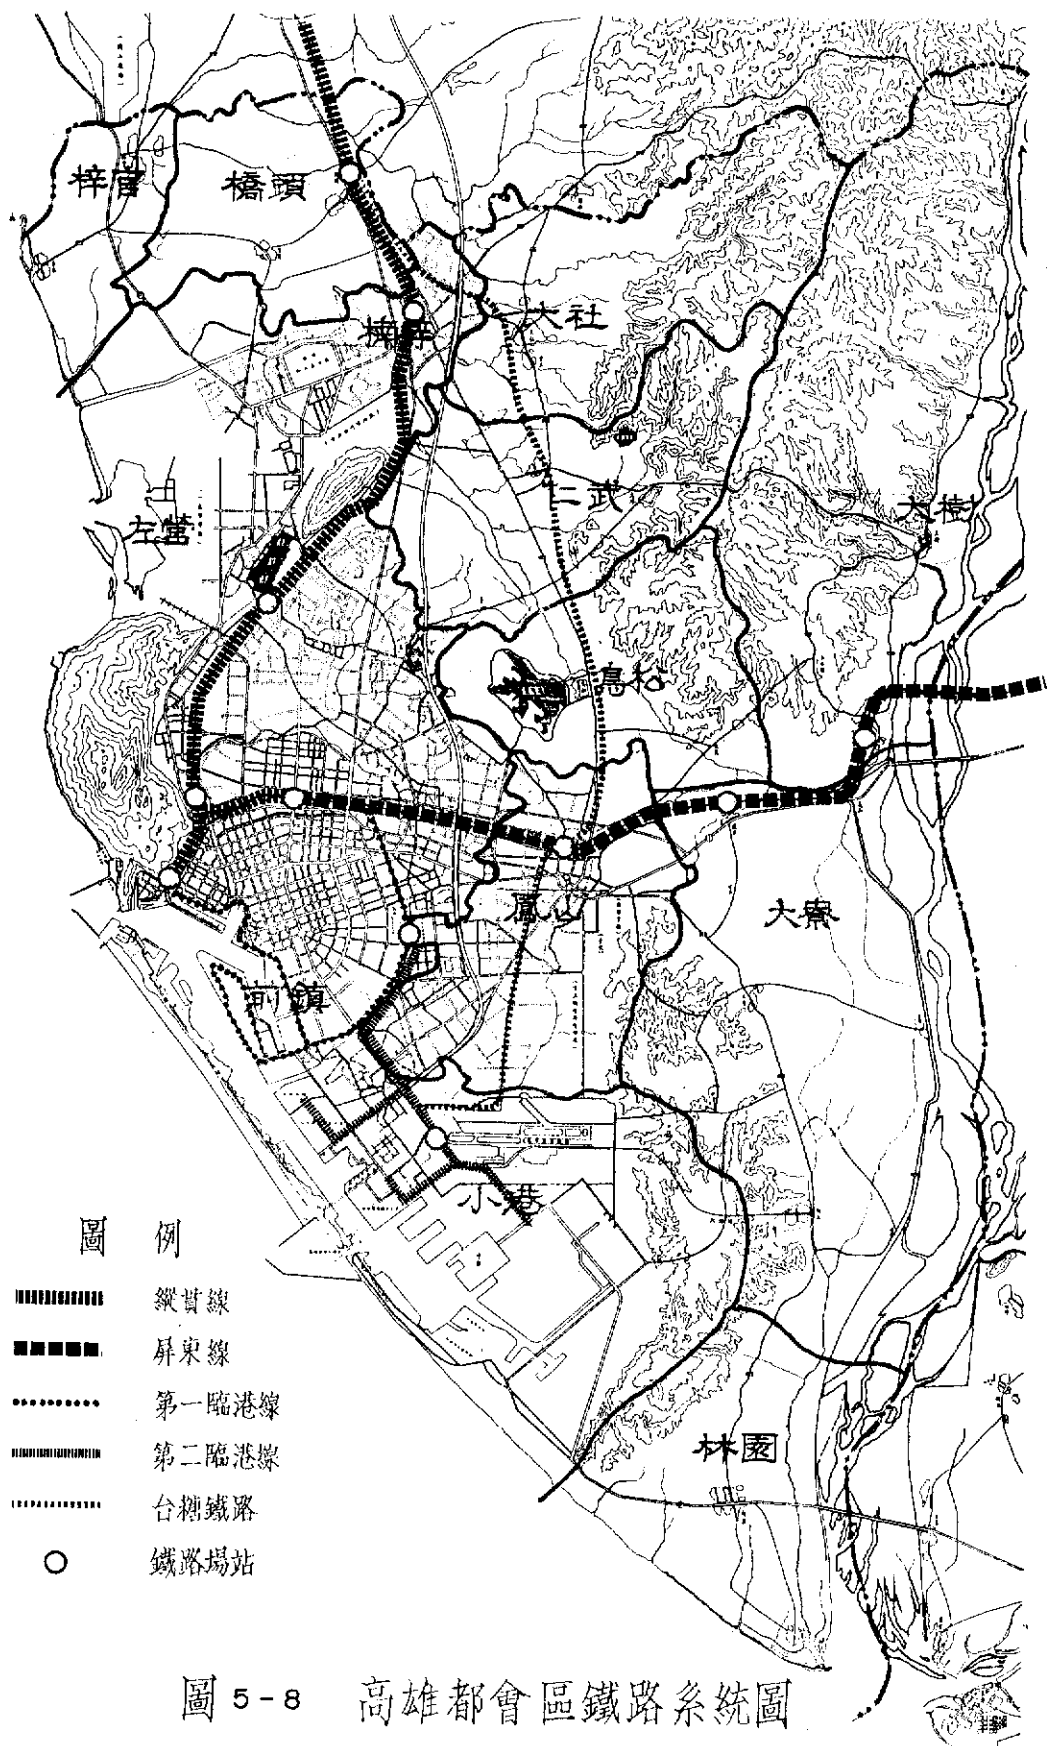 梓官
橋頭
楠梓
大社
仁武
大樹
左營
鳥松
鳳山
大寮
前鎮
小港
林園
圖 例
縱貫線
屏東線
第一臨港線
第二臨港線
台糖鐵路
鐵路場站
圖 5-8 高雄都會區鐵路系統圖